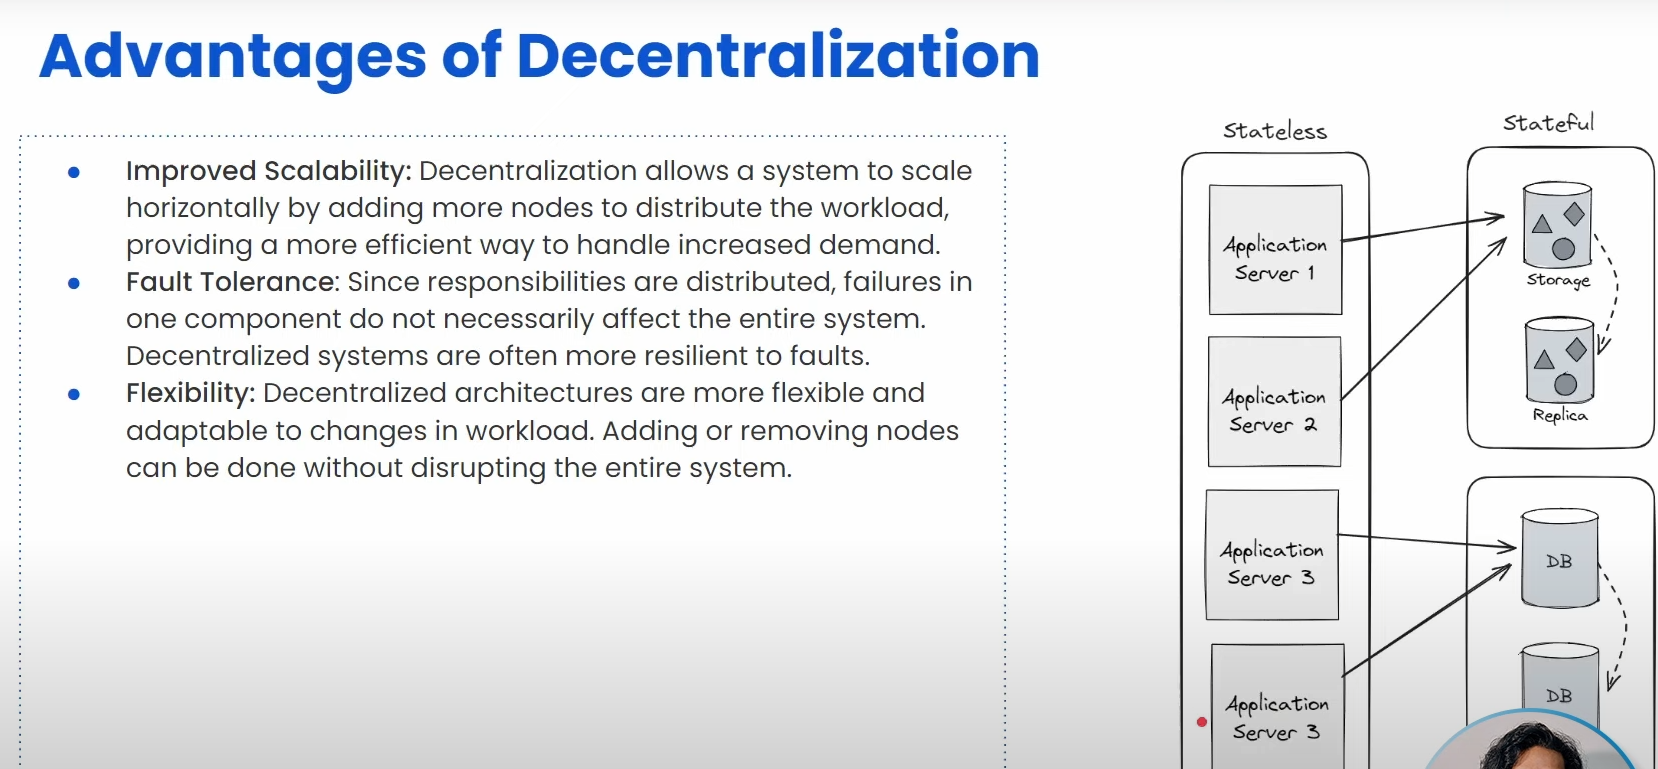 Advantages of Decentralization
Improved Scalability: Decentralization allows a system to scale
horizontally by adding more nodes to distribute the workload,
providing a more efficient way to handle increased demand.
Fault Tolerance: Since responsibilities are distributed, failures in
one component do not necessarily affect the entire system.
Decentralized systems are often more resilient to faults.
Flexibility: Decentralized architectures are more flexible and
adaptable to changes in workload. Adding or removing nodes
can be done without disrupting the entire system.
Stateless
Application
Server 1
Application
Server 2
Application
Server 3
Application
Server 3
Stateful
Storage
Replica
DB
DB